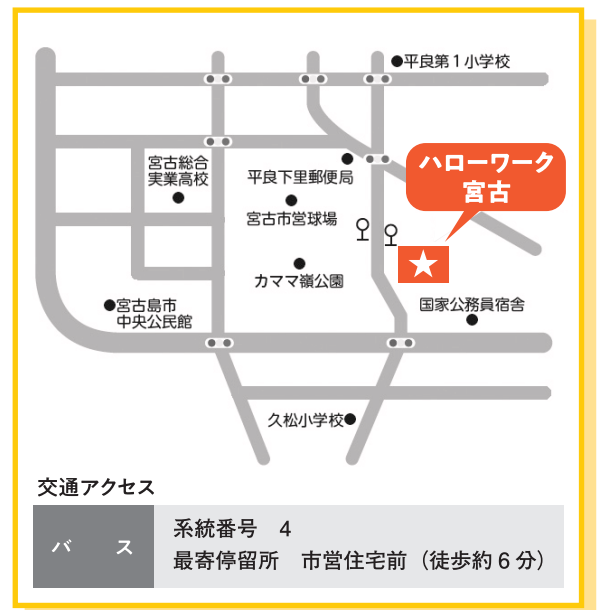 平良第1小学校
宮古総合
実業高校
平良下里郵便局
ハローワーク
宮古
宮古市営球場
カママ嶺公園
宮古島市
中央公民館
国家公務員宿舎
久松小学校
交通アクセス
バス
系統番号 4
最寄停留所 市営住宅前（徒歩約6分）